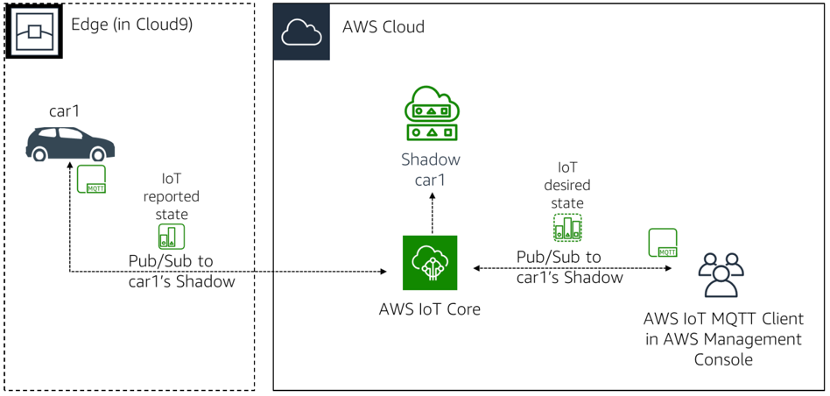 Edge (in Cloud9)
AWS Cloud
car1
MQTT
IoT
reported
state
Pub/Sub to
car1's Shadow
Shadow
car1
AWS IoT Core
IoT
desired
state
MQTT
Pub/Sub to
car1's Shadow
AWS IoT MQTT Client
in AWS Management
Console